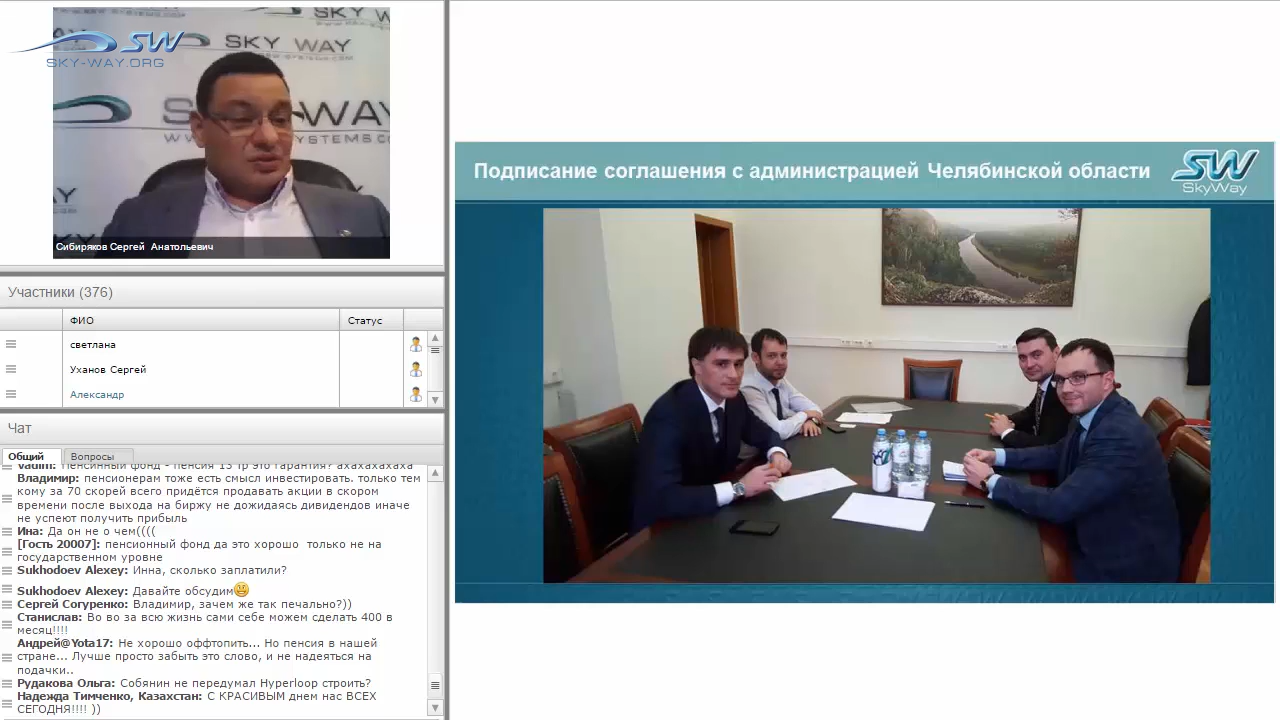 SKY WAY
SW
SKY-WAY.ORG
SKY WAY
Сибиряков Сергей Анатольевич
Участники (376)
ФИО
Статус
светлана
Уханов Сергей
Александр
Чат
Общий
Вопросы
Vadim: Пенсинный фонд - пенсия 13 тр это гарантия? ахахахахаха
Владимир: пенсионерам тоже есть смысл инвестировать. только тем
кому за 70 скорей всего придётся продавать акции в скором
времени после выхода на биржу не дожидаясь дивидендов иначе
не успеют получить прибыль
Ина: Да он не о чем((((
[Гость 20007]: пенсионный фонд да это хорошо только не на
государственном уровне
Sukhodoev Alexey: Инна, сколько заплатили?
Sukhodoev Alexey: Давайте обсудим
Сергей Согуренко: Владимир, зачем же так печально?))
Станислав: Во во за всю жизнь сами себе можем сделать 400 в
месяц!!!!
Андрей@Yota17: Не хорошо оффтопить... Но пенсия в нашей
стране... Лучше просто забыть это слово, и не надеяться на
подачки..
Рудакова Ольга: Собянин не передумал Hyperloop строить?
Надежда Тимченко, Казахстан: С КРАСИВЫМ днем нас ВСЕХ
СЕГОДНЯ!!!! ))
Подписание соглашения с администрацией Челябинской области
SW
SkyWay